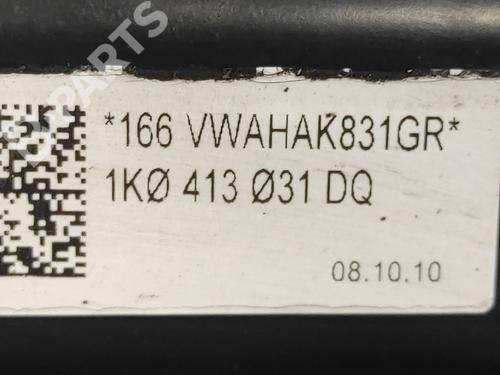 *166 VWAHAK831GR*
1KØ 413 Ø31 DQ
08.10.10